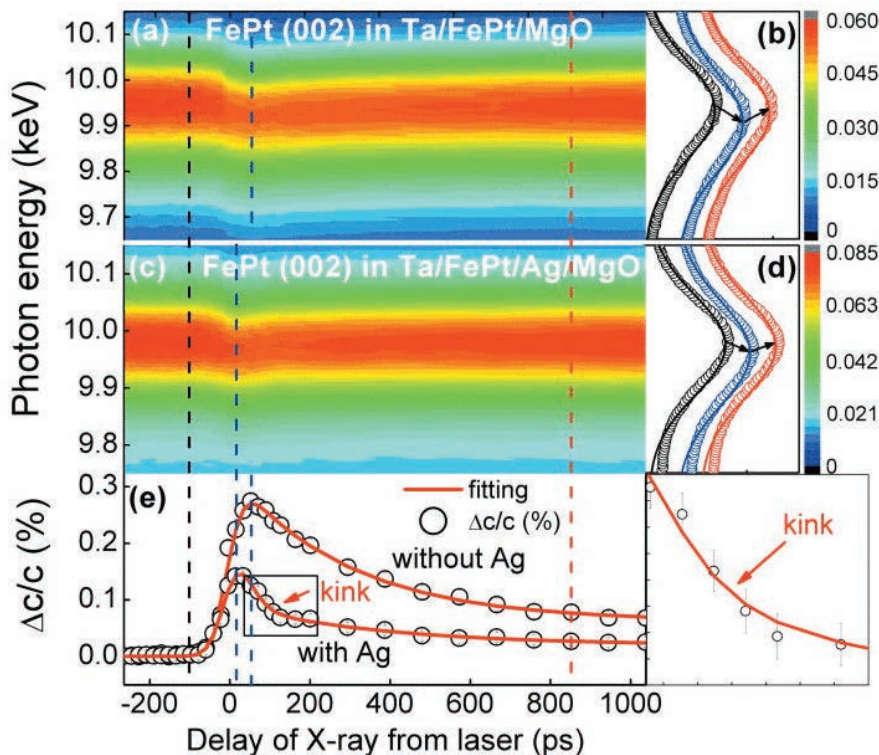 (a) FePt (002) in Ta/FePt/MgO
(b)
10.1
10.0
9.9
9.8
9.7
0.060
0.045
0.030
0.015
0
Photon energy (keV)
(c) FePt (002) in Ta/FePt/Ag/MgO
(d)
10.1
10.0
9.9
9.8
0.085
0.063
0.042
0.021
0
(e)
fitting
Δc/c (%)
without Ag
kink
with Ag
kink
0.3
0.2
0.1
0.0
Δc/c (%)
-200 0 200 400 600 800 1000
Delay of X-ray from laser (ps)